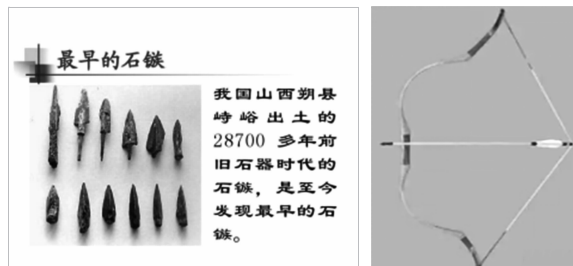 最早的石镞
我国山西朔县
峙峪出土的
28700 多年前
旧石器时代的
石镞，是至今
发现最早的石
镞。